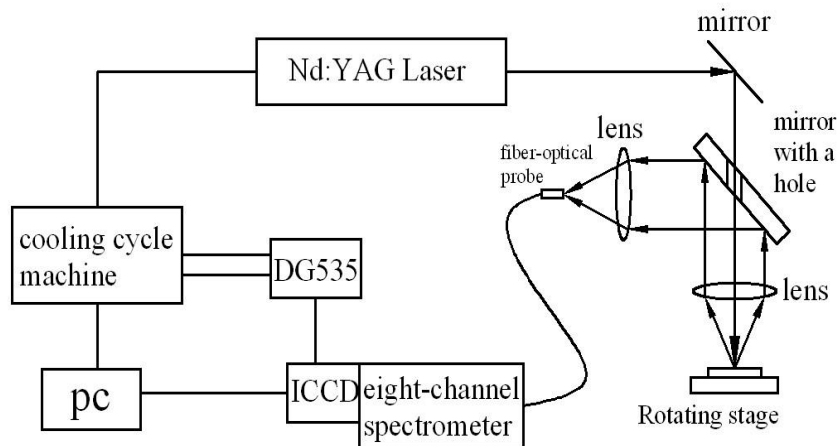 mirror
Nd:YAG Laser
lens
mirror
with a
hole
fiber-optical
probe
cooling cycle
machine
DG535
lens
pc
ICCD
eight-channel
spectrometer
Rotating stage